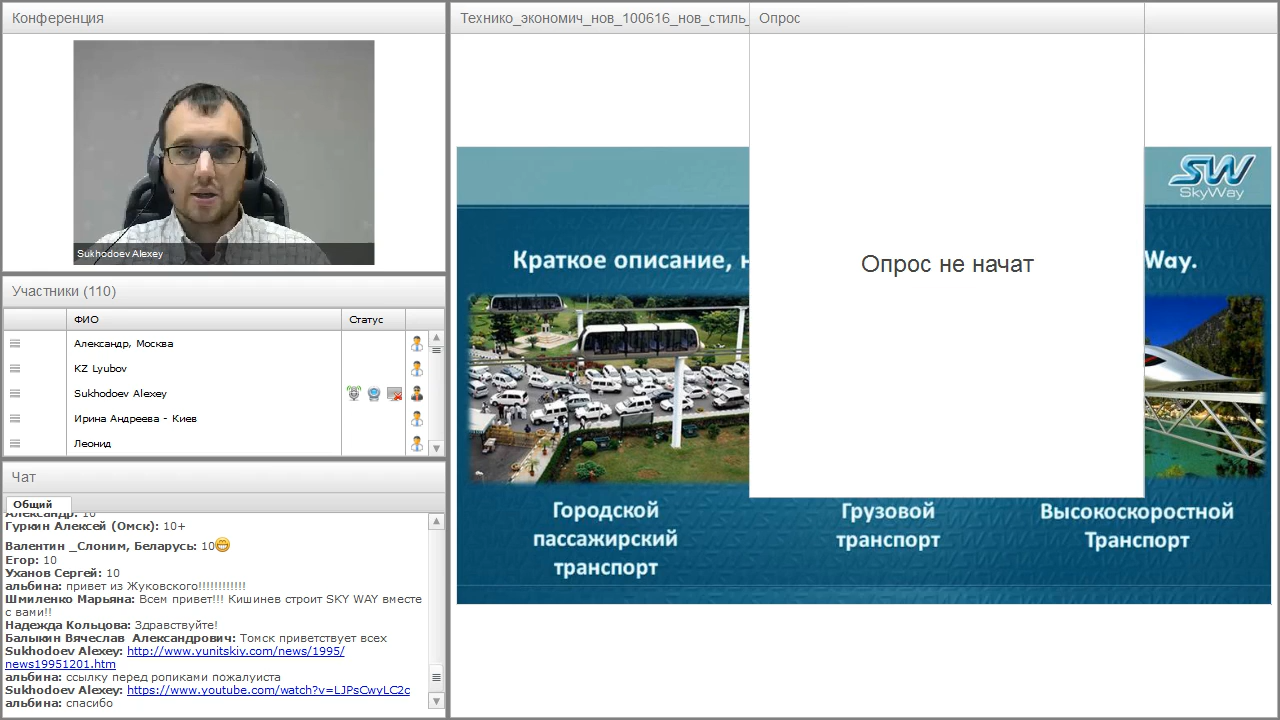 Конференция
Sukhodoev Alexey
Участники (110)
ФИО Статус
Александр, Москва
KZ Lyubov
Sukhodoev Alexey
Ирина Андреева - Киев
Леонид
Чат
Общий
Александр: 10
Гуркин Алексей (Омск): 10+
Валентин _Слоним, Беларусь: 10
Егор: 10
Уханов Сергей: 10
альбина: привет из Жуковского!!!!!!!!!!!!
Шмиленко Марьяна: Всем привет!!! Кишинев строит SKY WAY вместе
с вами!!
Надежда Кольцова: Здравствуйте!
Балыкин Вячеслав Александрович: Томск приветствует всех
Sukhodoev Alexey: http://www.yunitskiy.com/news/1995/
news19951201.htm
альбина: ссылку перед ропиками пожалуиста
Sukhodoev Alexey: https://www.youtube.com/watch?v=LJPsCwyLC2c
альбина: спасибо
Технико_экономич_нов_100616_нов_стиль_
Опрос
Опрос не начат
SW
SkyWay
Краткое описание, Way.
Городской
пассажирский
транспорт
Грузовой
транспорт
Высокоскоростной
Транспорт